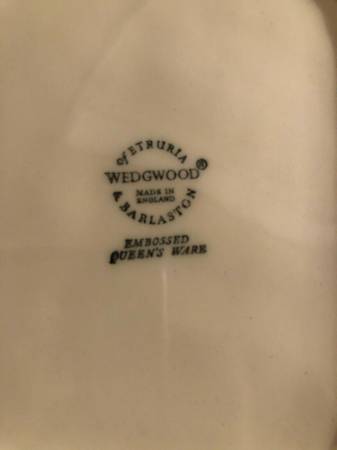 of ETRURIA
WEDGWOOD®
MADE IN
ENGLAND
& BARLASTON
EMBOSSED
QUEEN'S WARE